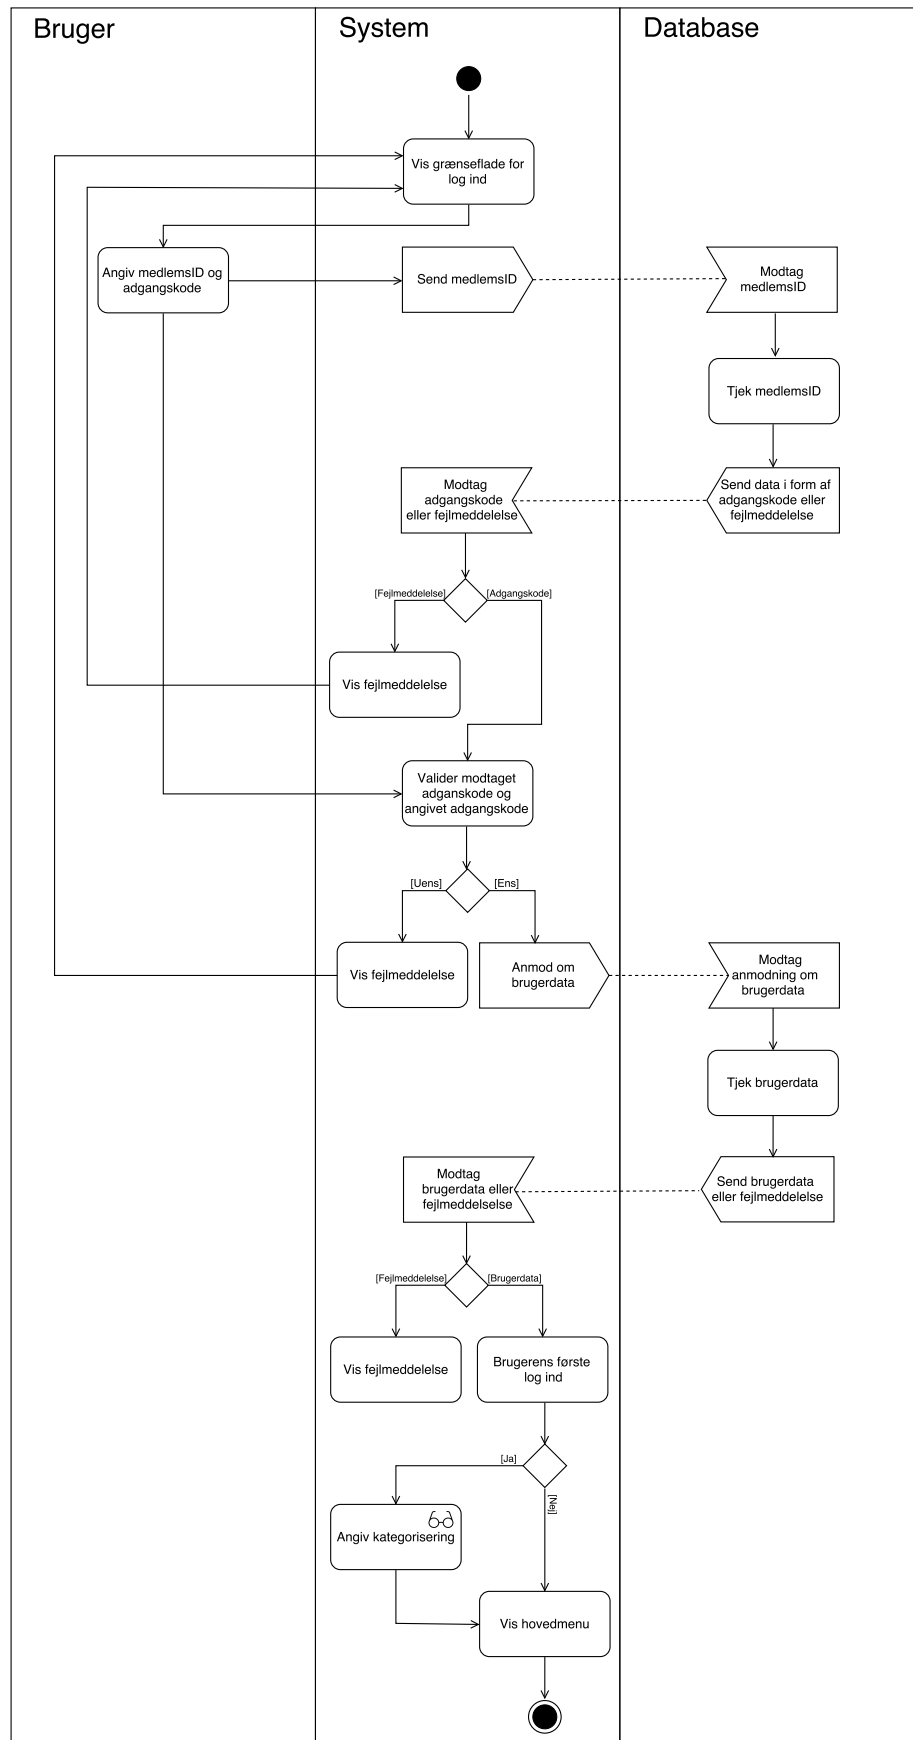 Bruger
System
Database
Vis grænseflade for
log ind
Angiv medlemsID og
adgangskode
Send medlemsID
Modtag
medlemsID
Tjek medlemsID
Modtag
adgangskode
eller fejlmeddelelse
Send data i form af
adgangskode eller
fejlmeddelelse
[Fejlmeddelelse]
[Adgangskode]
Vis fejlmeddelelse
Valider modtaget
adganskode og
angivet adgangskode
[Uens]
[Ens]
Vis fejlmeddelelse
Anmod om
brugerdata
Modtag
anmodning om
brugerdata
Tjek brugerdata
Modtag
brugerdata eller
fejlmeddelselse
Send brugerdata
eller fejlmeddelelse
[Fejlmeddelelse]
[Brugerdata]
Vis fejlmeddelelse
Brugerens første
log ind
[Ja]
[Nej]
Angiv kategorisering
Vis hovedmenu